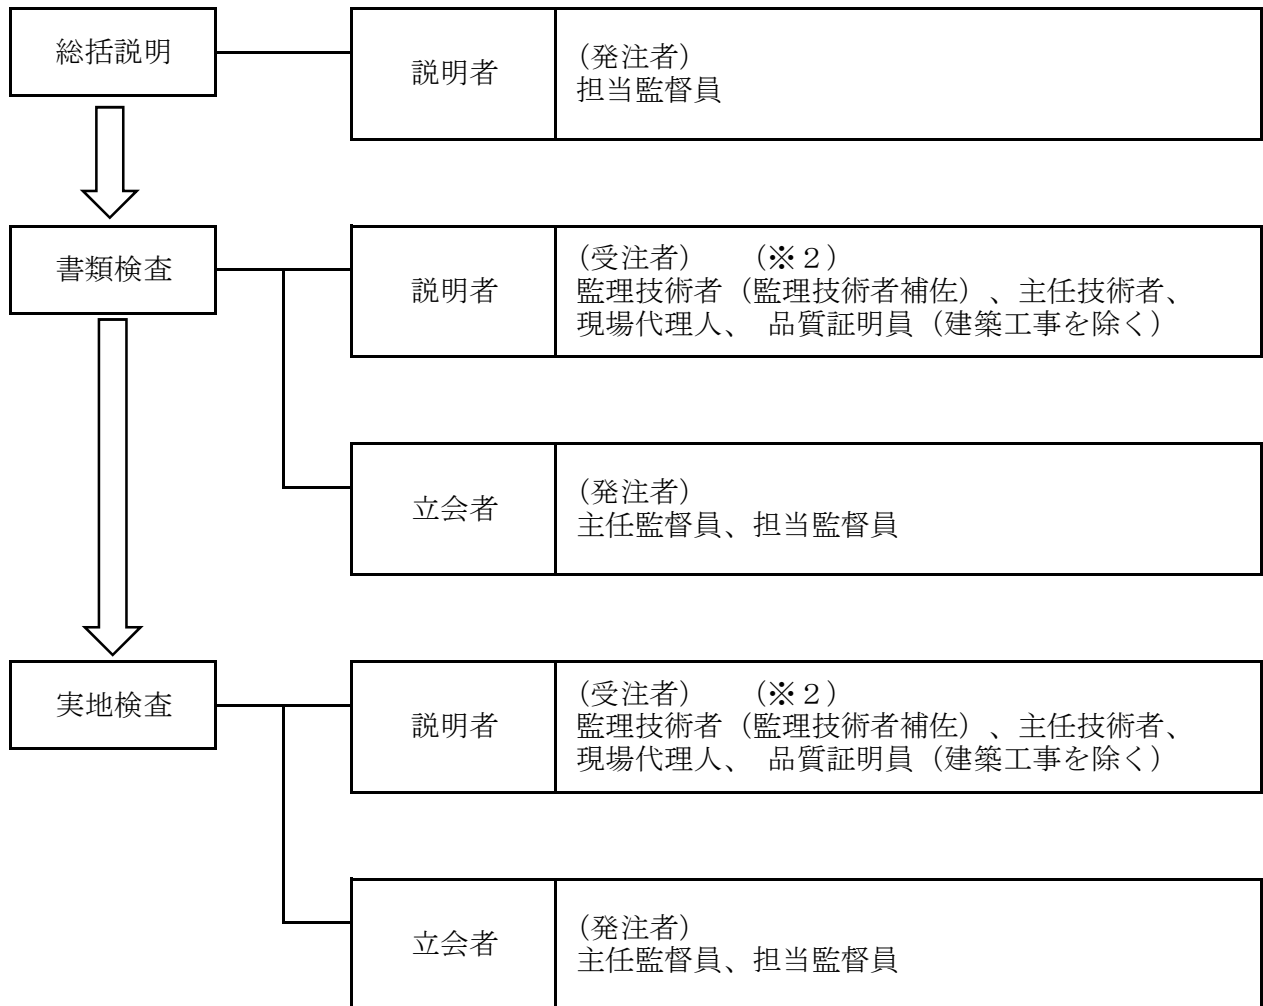 総括説明
説明者
(発注者)
担当監督員
書類検査
説明者
(受注者)　(※２)
監理技術者（監理技術者補佐）、主任技術者、
現場代理人、 品質証明員（建築工事を除く）
立会者
(発注者)
主任監督員、担当監督員
実地検査
説明者
(受注者)　(※２)
監理技術者（監理技術者補佐）、主任技術者、
現場代理人、 品質証明員（建築工事を除く）
立会者
(発注者)
主任監督員、担当監督員